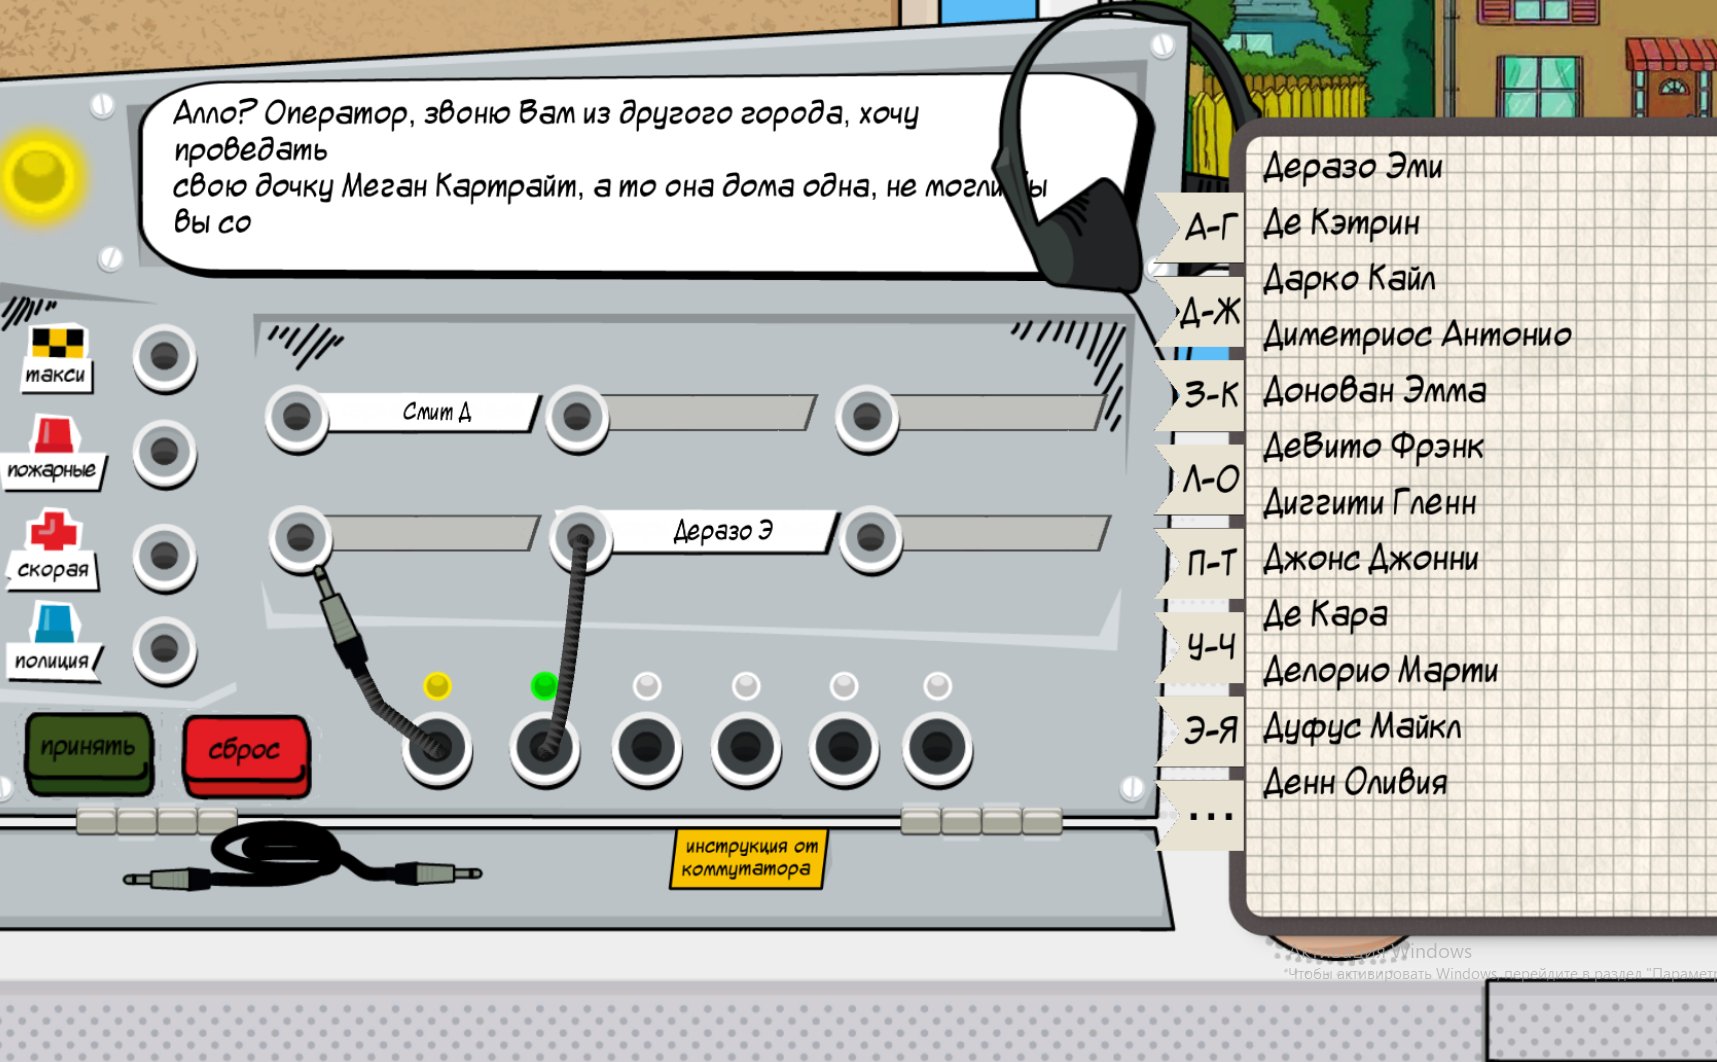 Алло? Оператор, звоню Вам из другого города, хочу
проведать
свою дочку Меган Картрайт, а то она дома одна, не могли бы
вы со
такси
пожарные
скорая
полиция
Смит Д
Деразо Э
принять
сброс
инструкция от
коммутатора
А-Г
Д-Ж
З-К
Л-О
П-Т
У-Ч
Э-Я
...
Деразо Эми
Де Кэтрин
Дарко Кайл
Диметриос Антонио
Донован Эмма
ДеВито Фрэнк
Диггити Гленн
Джонс Джонни
Де Кара
Делорио Марти
Дуфус Майкл
Денн Оливия
Активация Windows
Чтобы активировать Windows, перейдите в раздел "Параметр